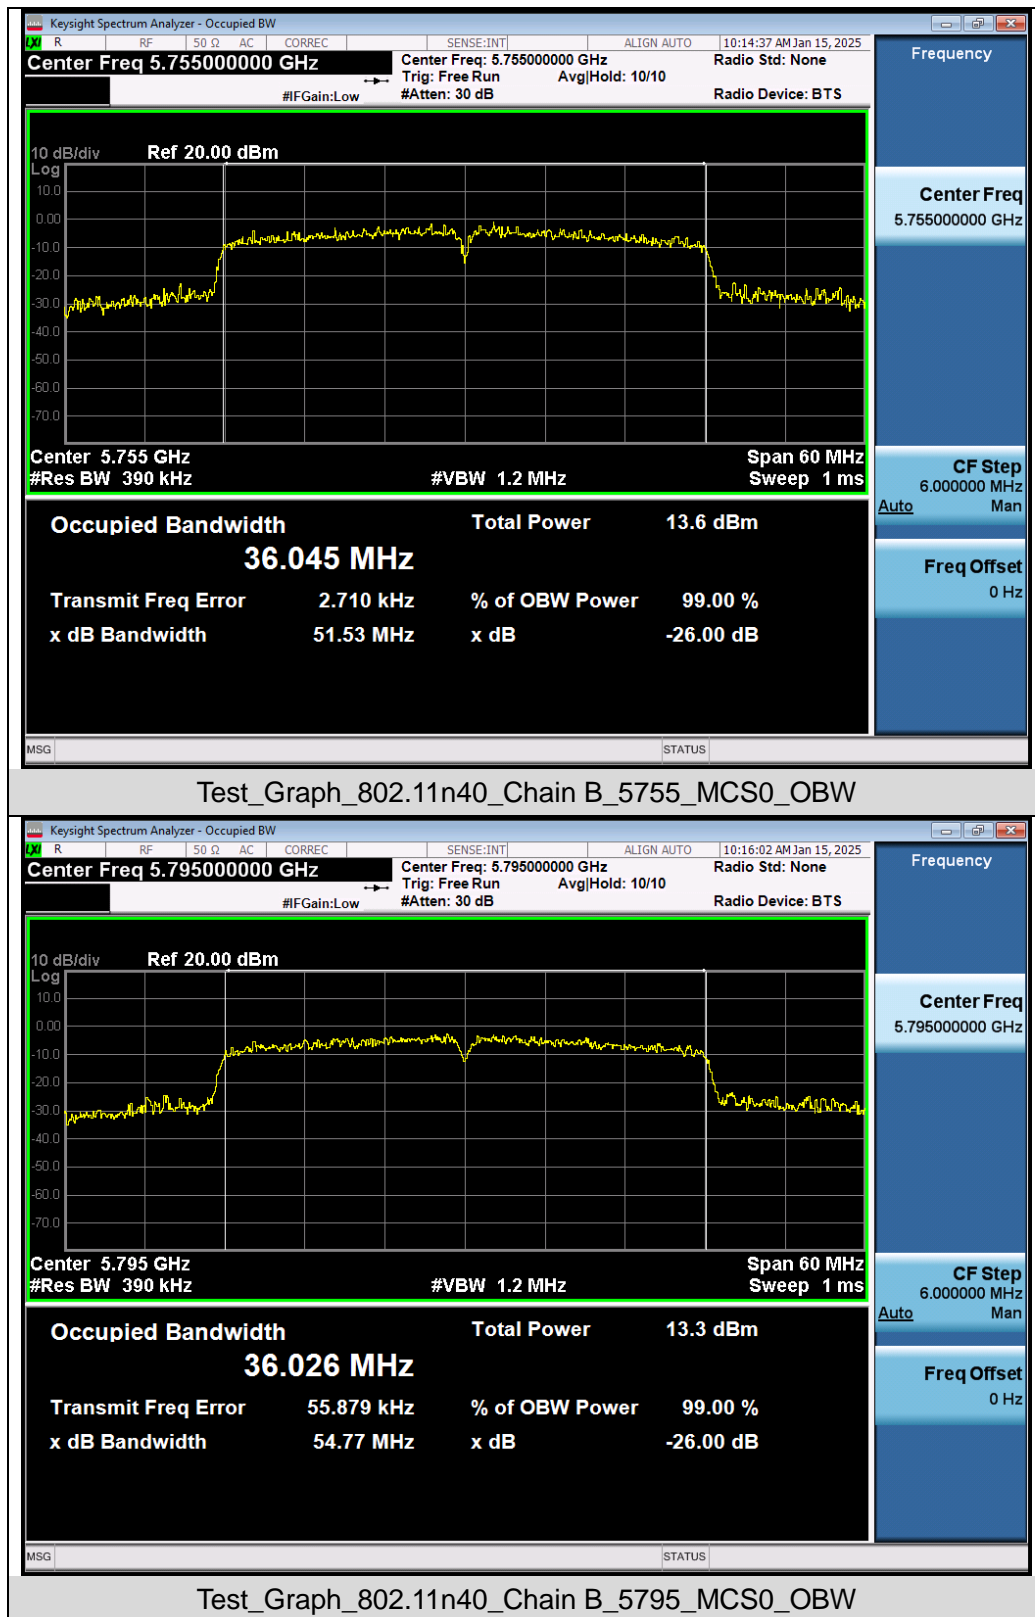 Keysight Spectrum Analyzer - Occupied BW
LXI R RF 50 Ω AC CORREC SENSE:INT ALIGN AUTO 10:14:37 AM Jan 15, 2025
Center Freq 5.755000000 GHz
Center Freq: 5.755000000 GHz
Radio Std: None
Trig: Free Run Avg|Hold: 10/10
#IFGain:Low
#Atten: 30 dB
Radio Device: BTS
Frequency
10 dB/div Ref 20.00 dBm
Log
10.0
0.00
-10.0
-20.0
-30.0
-40.0
-50.0
-60.0
-70.0
Center Freq
5.755000000 GHz
Center 5.755 GHz Span 60 MHz
#Res BW 390 kHz #VBW 1.2 MHz Sweep 1 ms
CF Step
6.000000 MHz
Auto Man
Occupied Bandwidth Total Power 13.6 dBm
36.045 MHz
Freq Offset
0 Hz
Transmit Freq Error 2.710 kHz % of OBW Power 99.00 %
x dB Bandwidth 51.53 MHz x dB -26.00 dB
MSG STATUS
Test_Graph_802.11n40_Chain B_5755_MCS0_OBW
Keysight Spectrum Analyzer - Occupied BW
LXI R RF 50 Ω AC CORREC SENSE:INT ALIGN AUTO 10:16:02 AM Jan 15, 2025
Center Freq 5.795000000 GHz
Center Freq: 5.795000000 GHz
Radio Std: None
Trig: Free Run Avg|Hold: 10/10
#IFGain:Low
#Atten: 30 dB
Radio Device: BTS
Frequency
10 dB/div Ref 20.00 dBm
Log
10.0
0.00
-10.0
-20.0
-30.0
-40.0
-50.0
-60.0
-70.0
Center Freq
5.795000000 GHz
Center 5.795 GHz Span 60 MHz
#Res BW 390 kHz #VBW 1.2 MHz Sweep 1 ms
CF Step
6.000000 MHz
Auto Man
Occupied Bandwidth Total Power 13.3 dBm
36.026 MHz
Freq Offset
0 Hz
Transmit Freq Error 55.879 kHz % of OBW Power 99.00 %
x dB Bandwidth 54.77 MHz x dB -26.00 dB
MSG STATUS
Test_Graph_802.11n40_Chain B_5795_MCS0_OBW